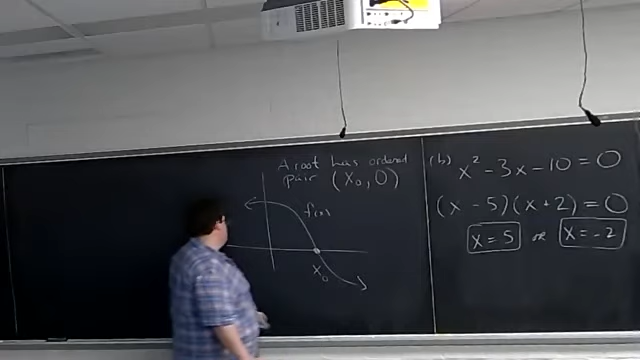 A root has ordered
pair (x₀, 0)
f(x)
x₀
(b) x² - 3x - 10 = 0
(x - 5)(x + 2) = 0
x = 5 or x = -2